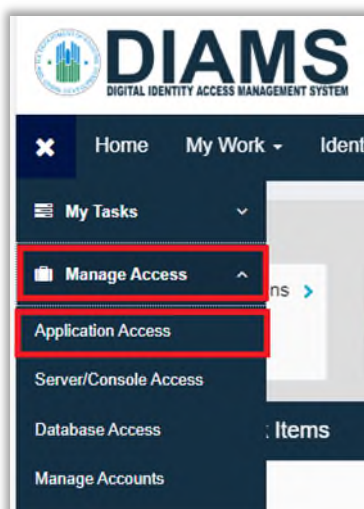 DIAMS
DIGITAL IDENTITY ACCESS MANAGEMENT SYSTEM
Home My Work Ident
My Tasks
Manage Access
ns
Application Access
Server/Console Access
Database Access
: Items
Manage Accounts